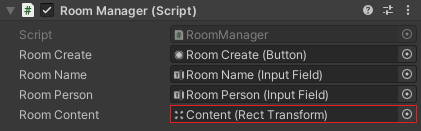 Room Manager (Script)
Script RoomManager
Room Create Room Create (Button)
Room Name Room Name (Input Field)
Room Person Room Person (Input Field)
Room Content Content (Rect Transform)